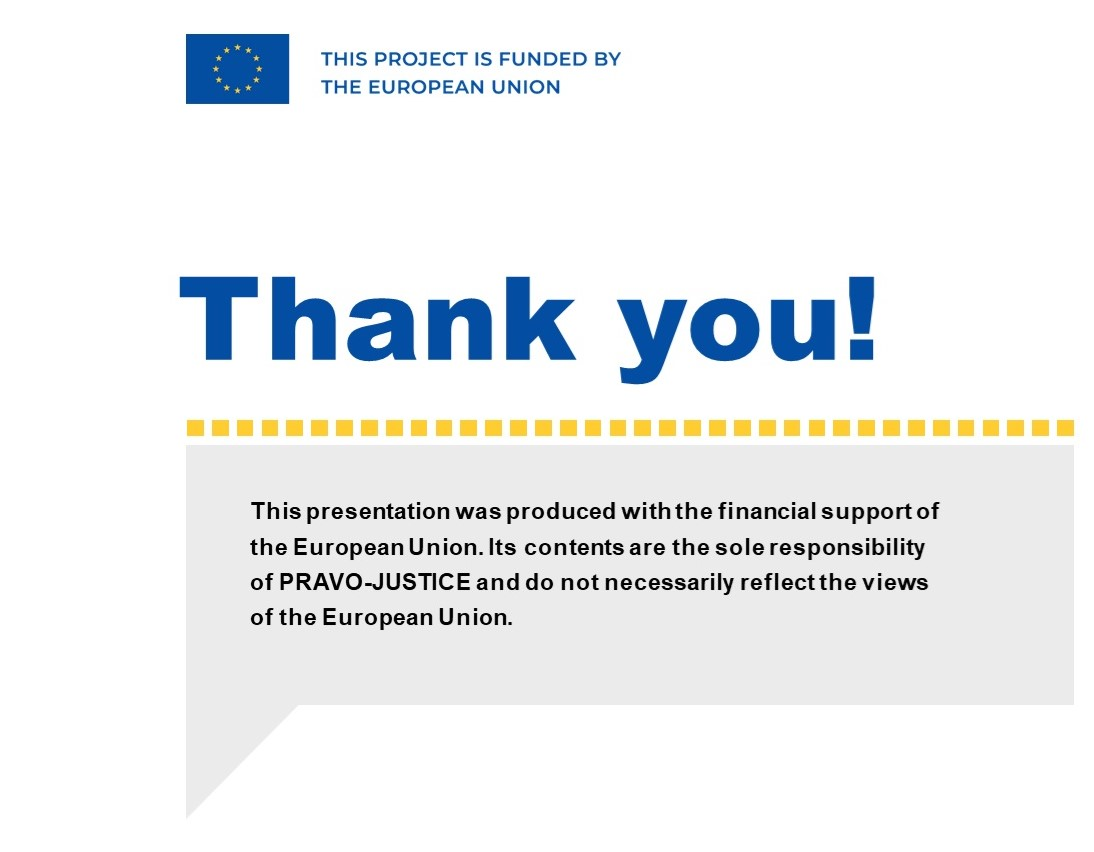 THIS PROJECT IS FUNDED BY
THE EUROPEAN UNION
Thank you!
This presentation was produced with the financial support of
the European Union. Its contents are the sole responsibility
of PRAVO-JUSTICE and do not necessarily reflect the views
of the European Union.